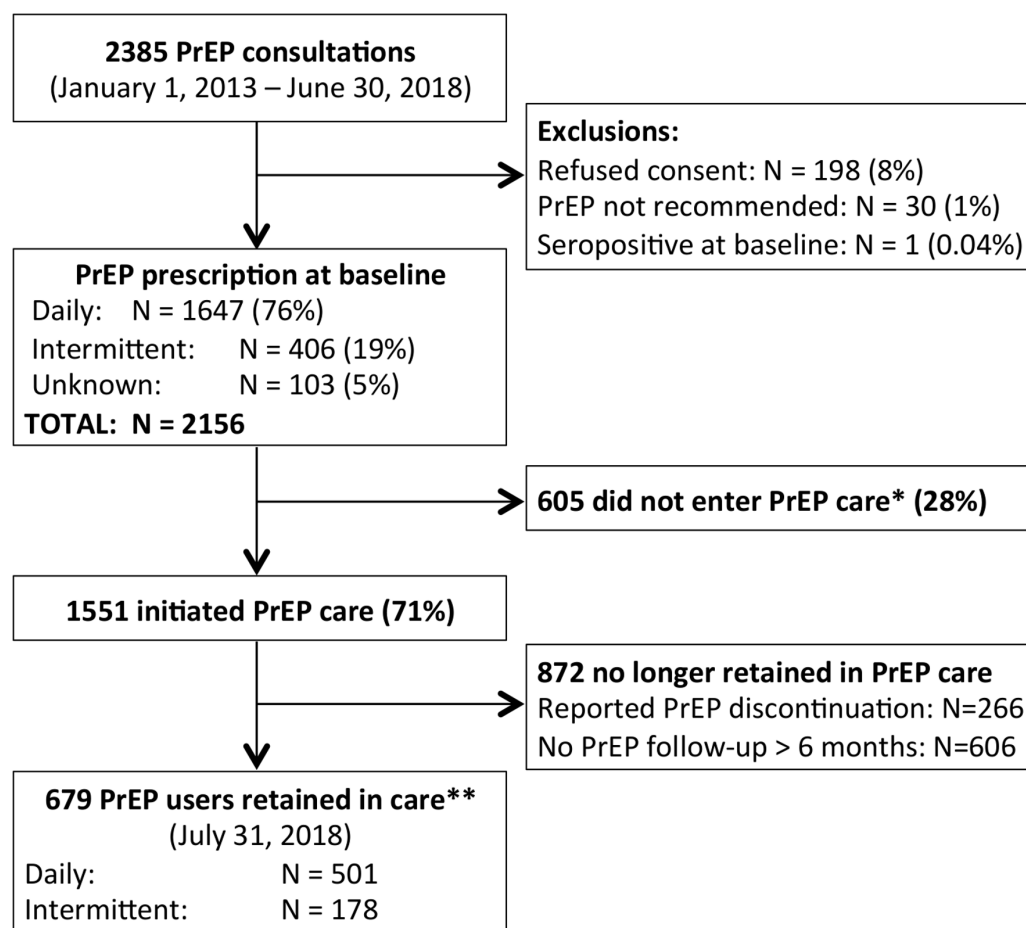 2385 PrEP consultations
(January 1, 2013 – June 30, 2018)
Exclusions:
Refused consent: N = 198 (8%)
PrEP not recommended: N = 30 (1%)
Seropositive at baseline: N = 1 (0.04%)
PrEP prescription at baseline
Daily: N = 1647 (76%)
Intermittent: N = 406 (19%)
Unknown: N = 103 (5%)
TOTAL: N = 2156
605 did not enter PrEP care* (28%)
1551 initiated PrEP care (71%)
872 no longer retained in PrEP care
Reported PrEP discontinuation: N=266
No PrEP follow-up > 6 months: N=606
679 PrEP users retained in care**
(July 31, 2018)
Daily: N = 501
Intermittent: N = 178